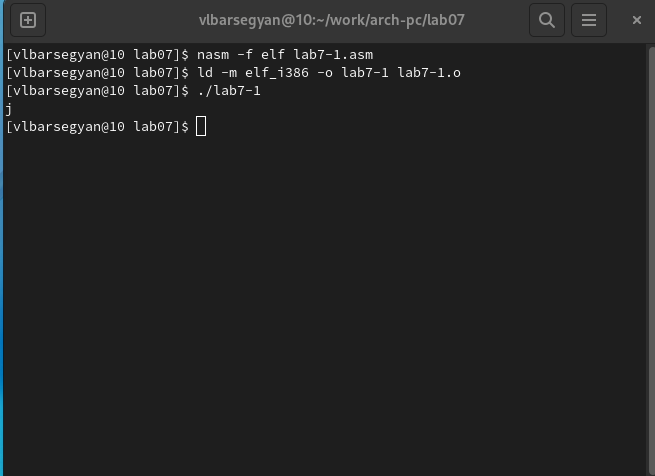 vlbarsegyan@10:~/work/arch-pc/lab07
[vlbarsegyan@10 lab07]$ nasm -f elf lab7-1.asm
[vlbarsegyan@10 lab07]$ ld -m elf_i386 -o lab7-1 lab7-1.o
[vlbarsegyan@10 lab07]$ ./lab7-1
j
[vlbarsegyan@10 lab07]$